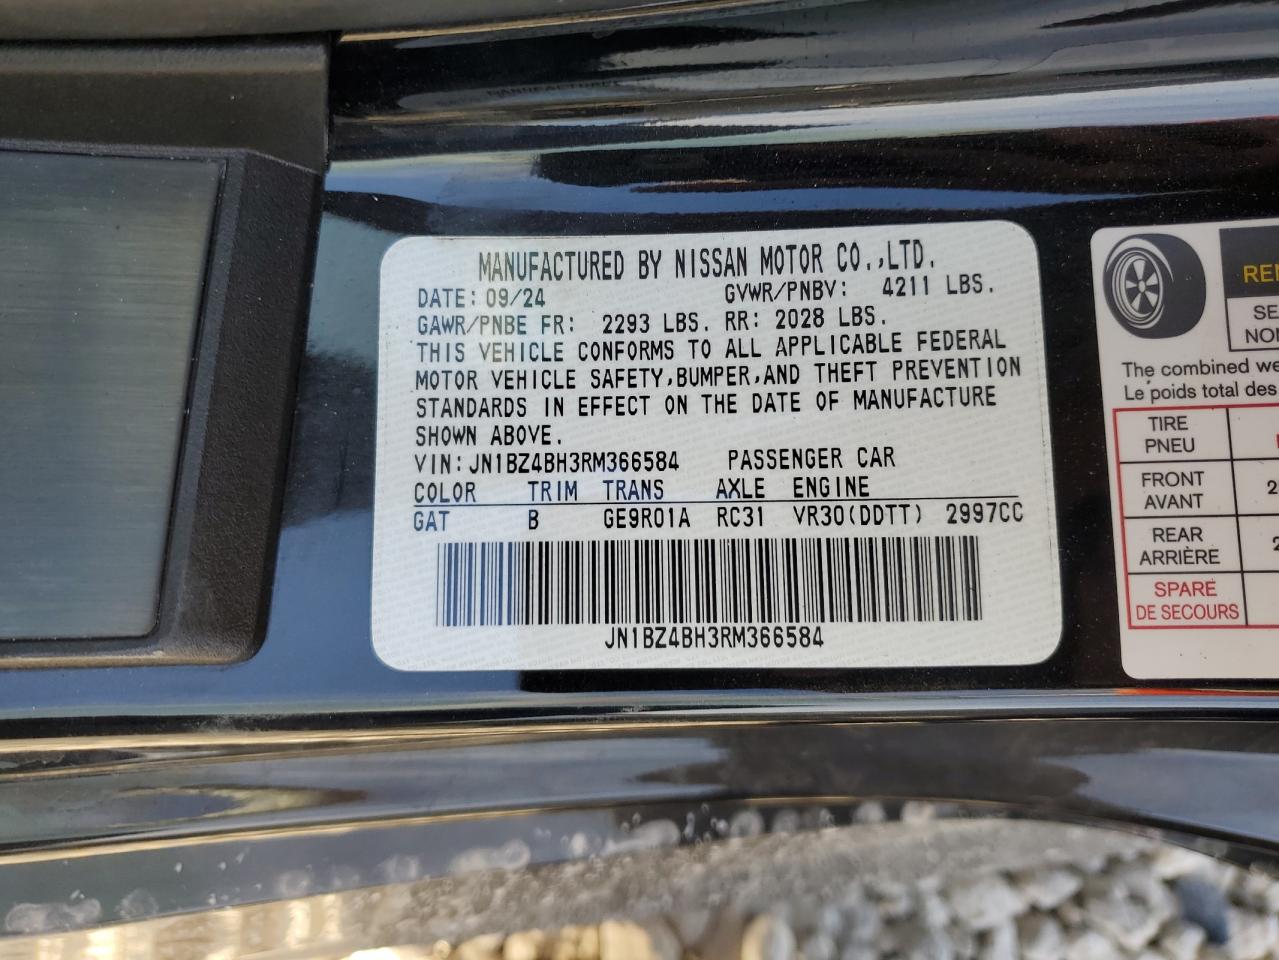 MANUFACTURED BY NISSAN MOTOR CO.,LTD.
DATE: 09/24 GVWR/PNBV: 4211 LBS.
GAWR/PNBE FR: 2293 LBS. RR: 2028 LBS.
THIS VEHICLE CONFORMS TO ALL APPLICABLE FEDERAL
MOTOR VEHICLE SAFETY,BUMPER,AND THEFT PREVENTION
STANDARDS IN EFFECT ON THE DATE OF MANUFACTURE
SHOWN ABOVE.
VIN: JN1BZ4BH3RM366584 PASSENGER CAR
COLOR TRIM TRANS AXLE ENGINE
GAT B GE9R01A RC31 VR30(DDTT) 2997CC
JN1BZ4BH3RM366584
The combined
Le poids total des
TIRE
PNEU
FRONT
AVANT
REAR
ARRIÈRE
SPARE
DE SECOURS